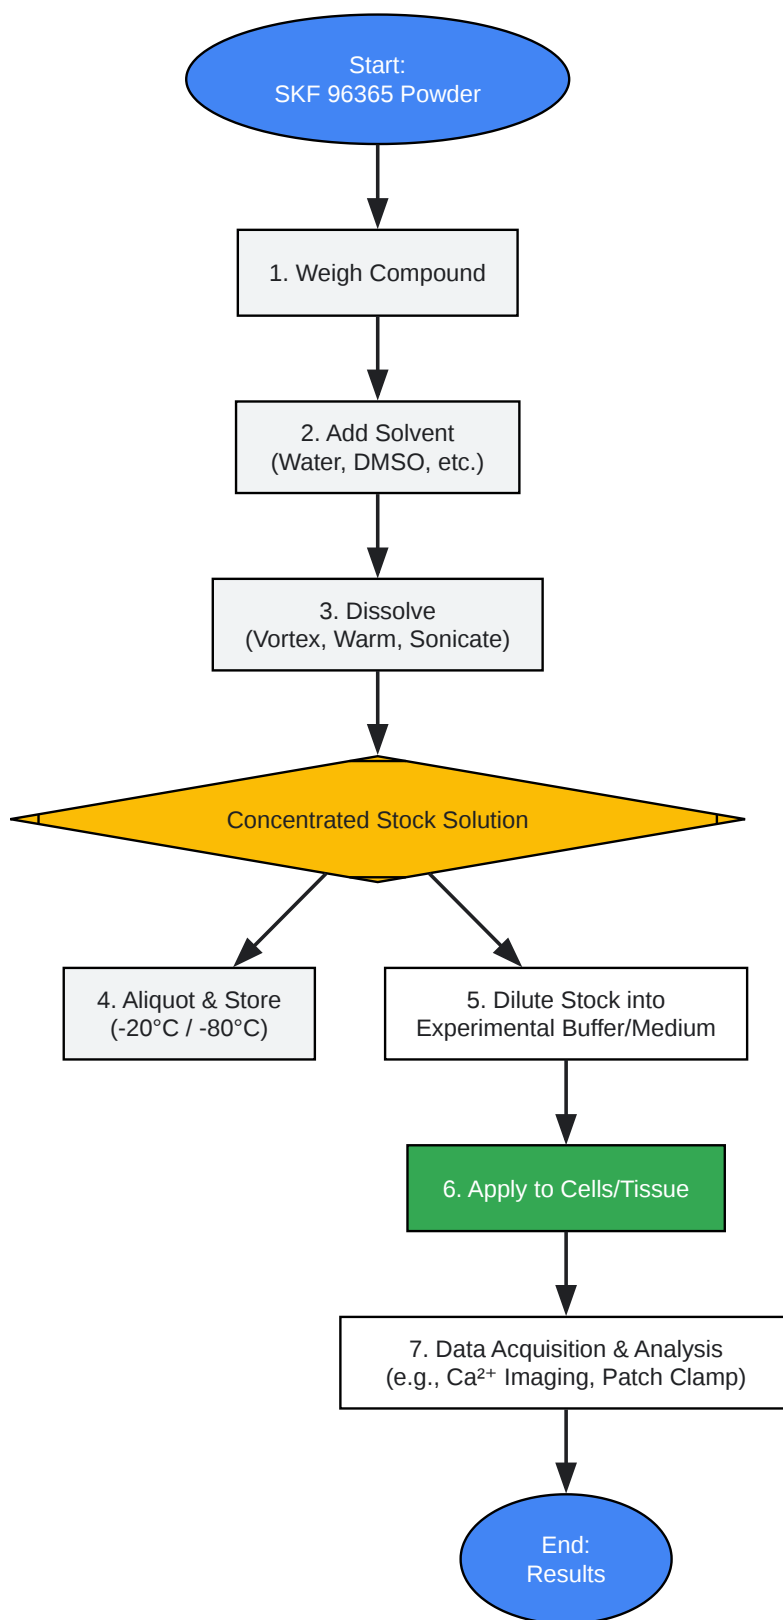 Start:
SKF 96365 Powder
1. Weigh Compound
2. Add Solvent
(Water, DMSO, etc.)
3. Dissolve
(Vortex, Warm, Sonicate)
Concentrated Stock Solution
4. Aliquot & Store
(-20°C / -80°C)
5. Dilute Stock into
Experimental Buffer/Medium
6. Apply to Cells/Tissue
7. Data Acquisition & Analysis
(e.g., Ca²⁺ Imaging, Patch Clamp)
End:
Results